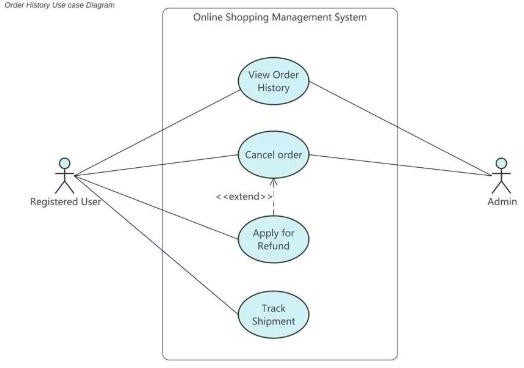 Order History Use case Diagram
Online Shopping Management System
View Order
History
Cancel order
<<extend>>
Registered User
Admin
Apply for
Refund
Track
Shipment